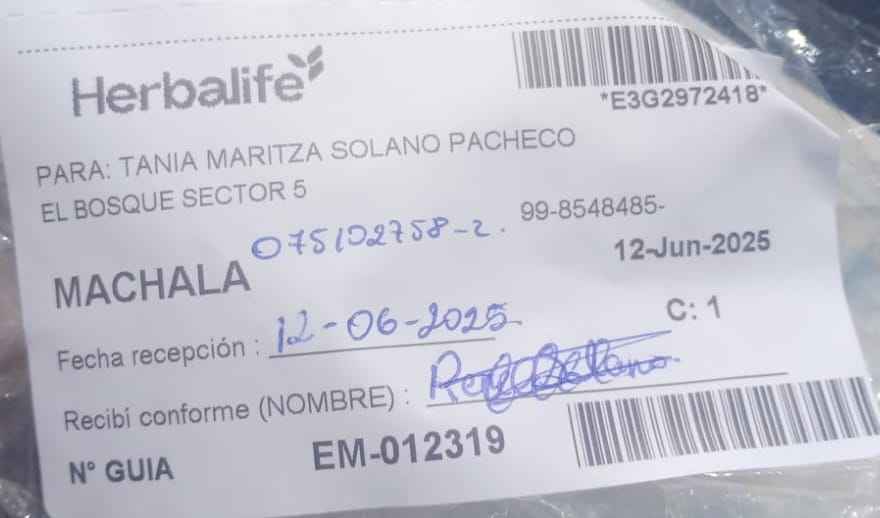 Herbalife
*E3G2972418*
PARA: TANIA MARITZA SOLANO PACHECO
EL BOSQUE SECTOR 5
075102758-2. 99-8548485-
MACHALA 12-Jun-2025
C: 1
Fecha recepción : 12-06-2025
Recibí conforme (NOMBRE) :
N° GUIA EM-012319